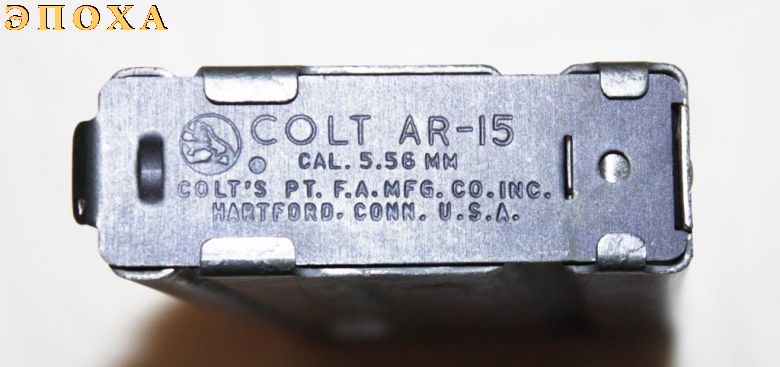 ЭПОХА
COLT AR-15
CAL. 5.56 MM
COLT'S PT. F.A.MFG. CO. INC.
HARTFORD. CONN. U.S.A.